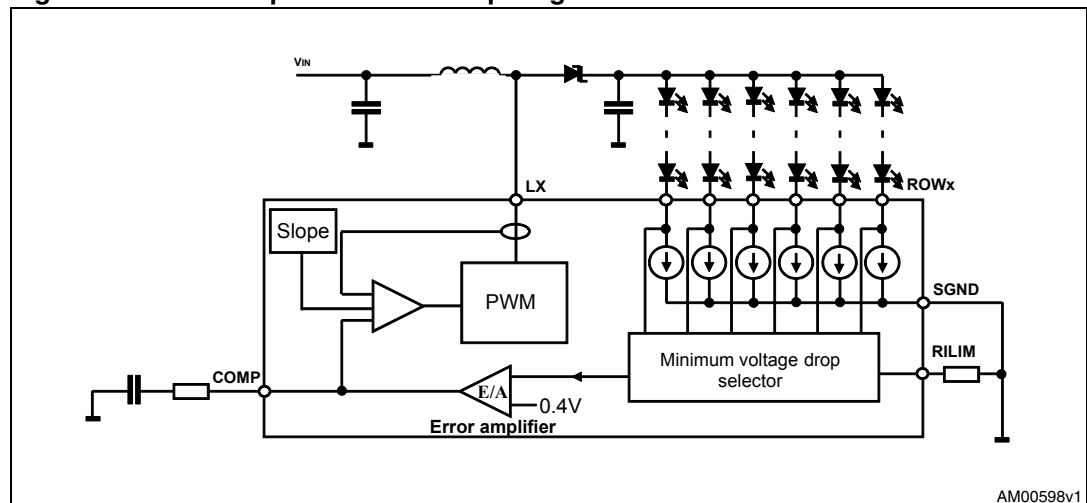 VIN
LX
ROWx
Slope
PWM
SGND
Minimum voltage drop
selector
RILIM
COMP
E/A
0.4V
Error amplifier
AM00598v1